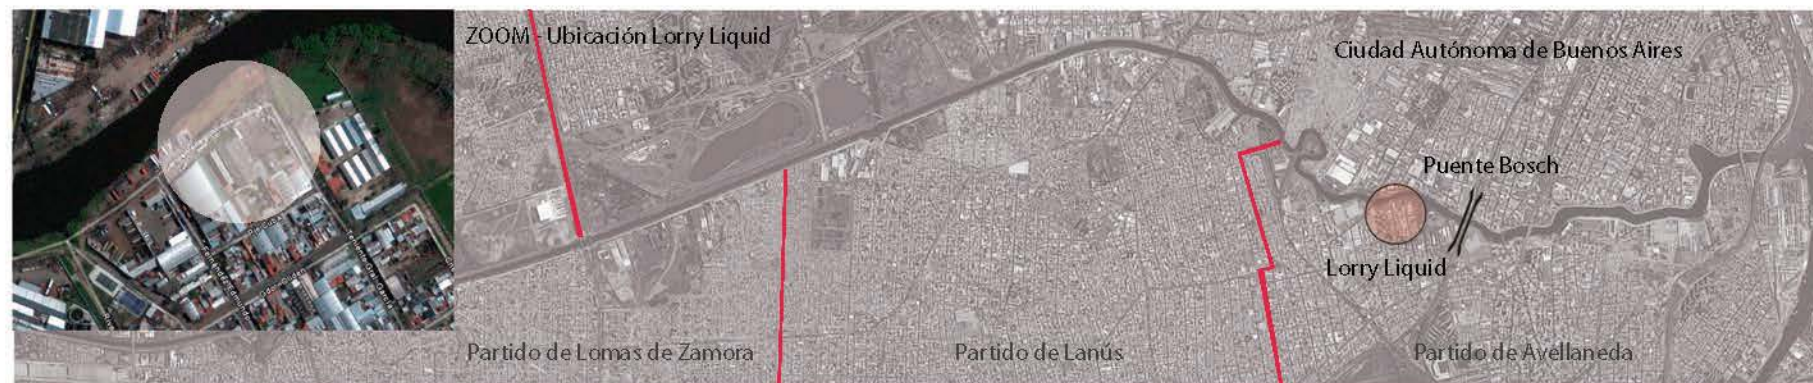 ZOOM - Ubicación Lorry Liquid
Ciudad Autónoma de Buenos Aires
Puente Bosch
Lorry Liquid
Partido de Lomas de Zamora
Partido de Lanús
Partido de Avellaneda